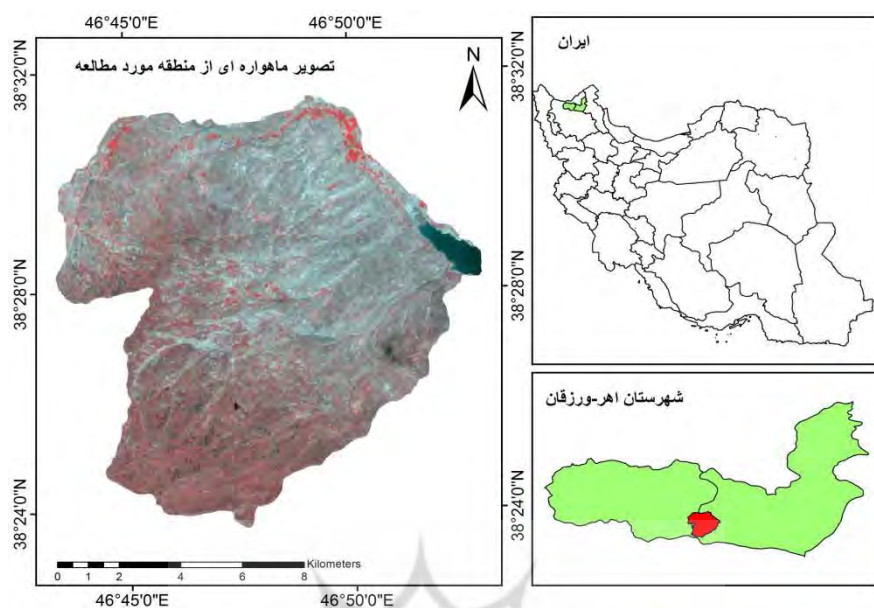 46°45'0"E
46°50'0"E
38°32'0"N
38°28'0"N
38°24'0"N
تصویر ماهواره ای از منطقه مورد مطالعه
N
Kilometers
0 1 2 4 6 8
46°45'0"E
46°50'0"E
38°32'0"N
38°28'0"N
38°24'0"N
ایران
شهرستان اهر-ورزقان